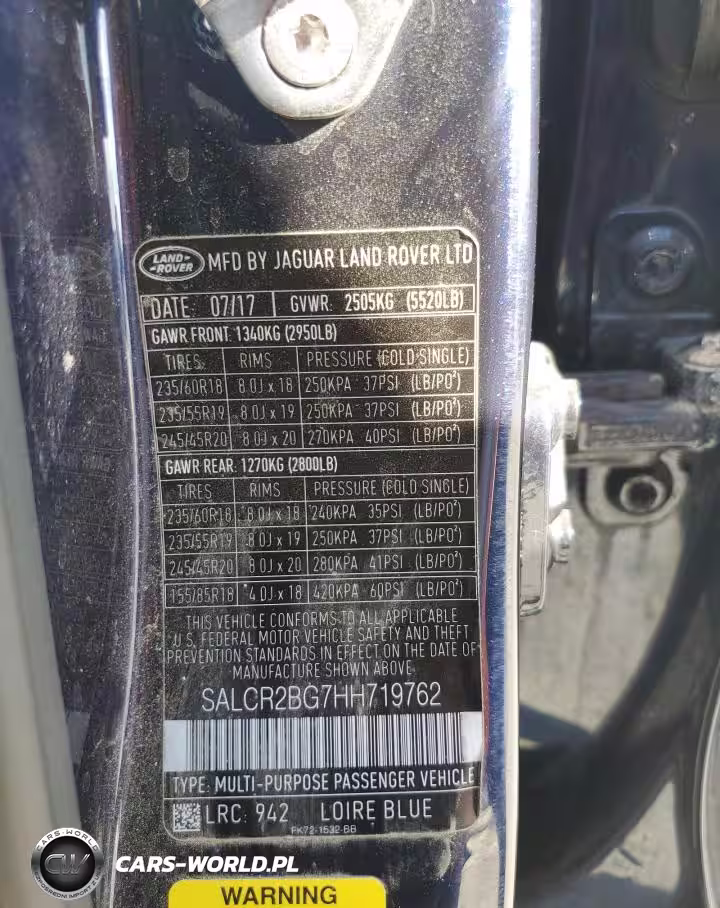 LAND-
-ROVER
MFD BY JAGUAR LAND ROVER LTD
DATE: 07/17 GVWR: 2505KG (5520LB)
GAWR FRONT: 1340KG (2950LB)
TIRES RIMS PRESSURE (COLD SINGLE)
235/60R18 8.0J x 18 250KPA 37PSI (LB/PO²)
235/55R19 8.0J x 19 250KPA 37PSI (LB/PO²)
245/45R20 8.0J x 20 270KPA 40PSI (LB/PO²)
GAWR REAR: 1270KG (2800LB)
TIRES RIMS PRESSURE (COLD SINGLE)
235/60R18 8.0J x 18 240KPA 35PSI (LB/PO²)
235/55R19 8.0J x 19 250KPA 37PSI (LB/PO²)
245/45R20 8.0J x 20 280KPA 41PSI (LB/PO²)
155/85R18 4.0J x 18 420KPA 60PSI (LB/PO²)
THIS VEHICLE CONFORMS TO ALL APPLICABLE
U.S. FEDERAL MOTOR VEHICLE SAFETY AND THEFT
PREVENTION STANDARDS IN EFFECT ON THE DATE OF
MANUFACTURE SHOWN ABOVE
SALCR2BG7HH719762
TYPE: MULTI-PURPOSE PASSENGER VEHICLE
LRC: 942 LOIRE BLUE
FK72-1532-BB
CARS-WORLD
CW
CARS-WORLD.PL
WARNING